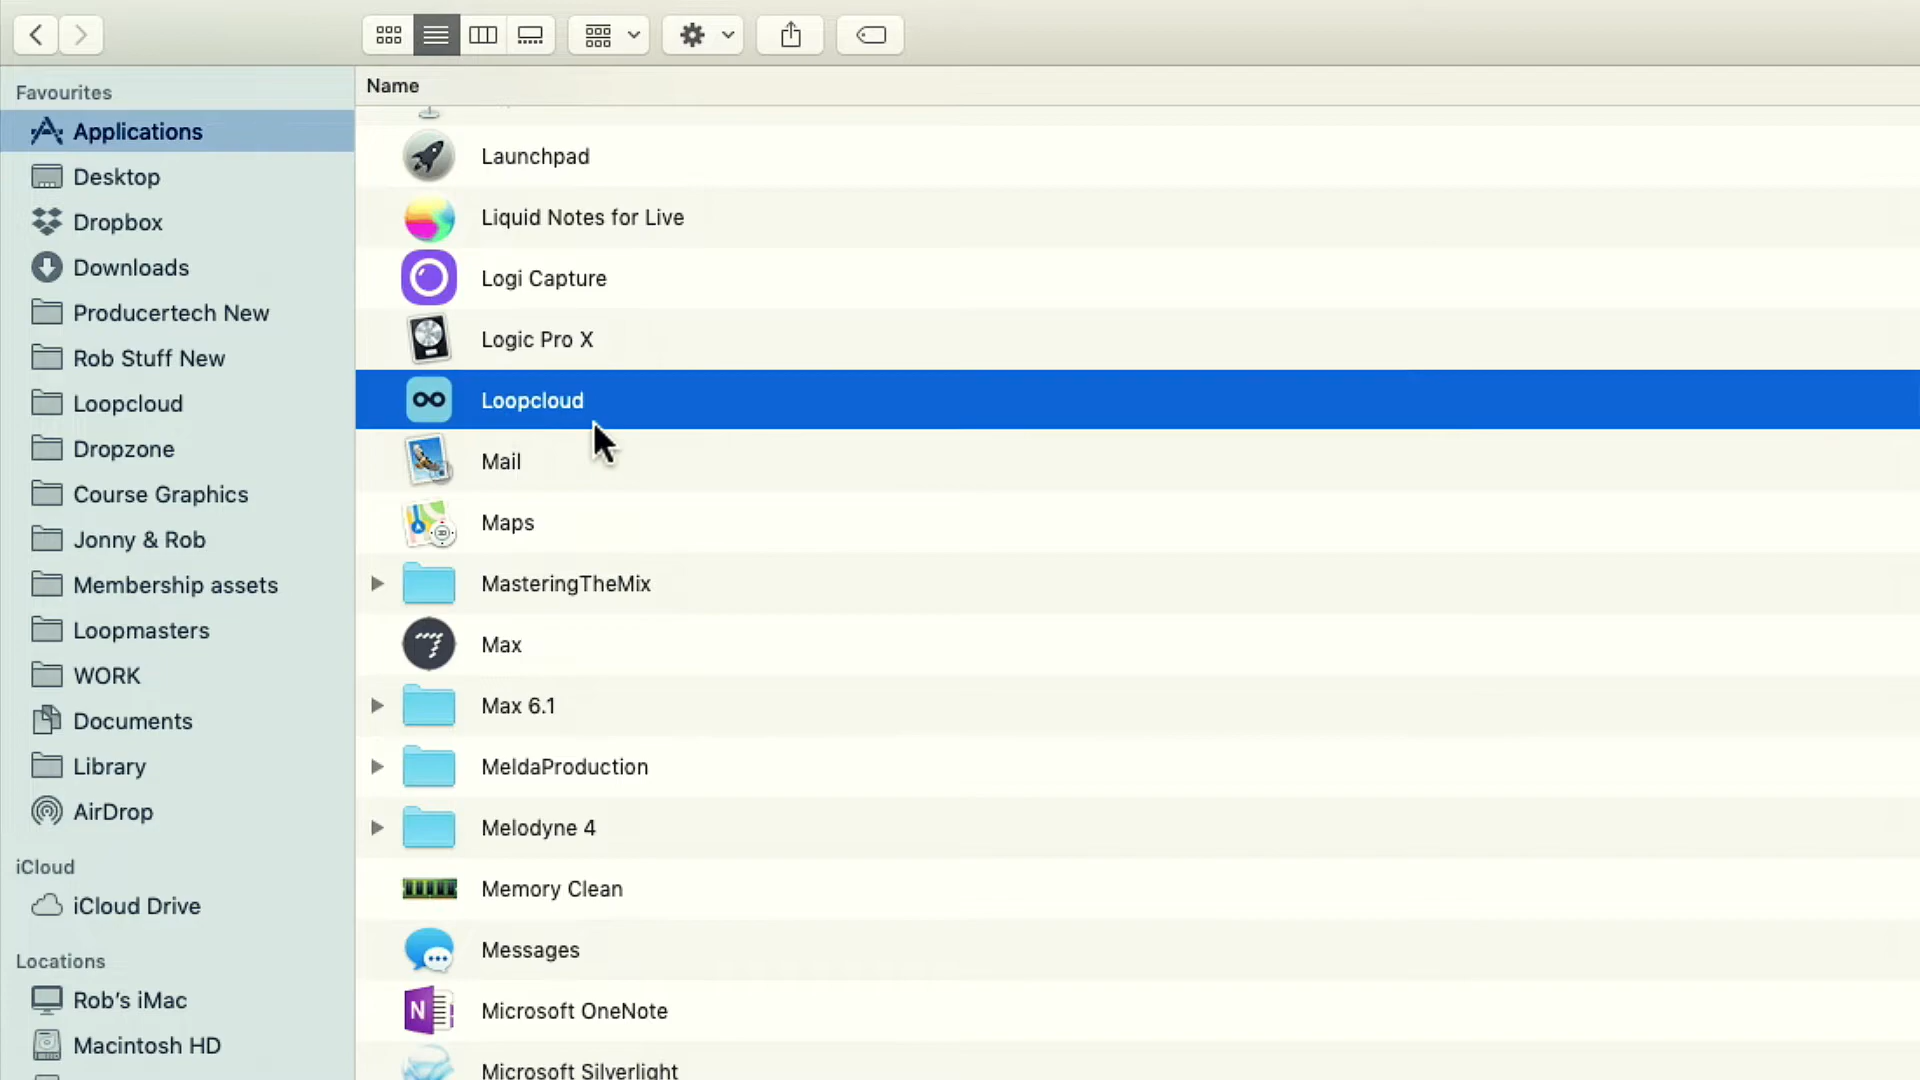 Name
Favourites
Applications
Desktop
Dropbox
Downloads
Producertech New
Rob Stuff New
Loopcloud
Dropzone
Course Graphics
Jonny & Rob
Membership assets
Loopmasters
WORK
Documents
Library
AirDrop
iCloud
iCloud Drive
Locations
Rob's iMac
Macintosh HD
Launchpad
Liquid Notes for Live
Logi Capture
Logic Pro X
Loopcloud
Mail
Maps
MasteringTheMix
Max
Max 6.1
MeldaProduction
Melodyne 4
Memory Clean
Messages
Microsoft OneNote
Microsoft Silverlight